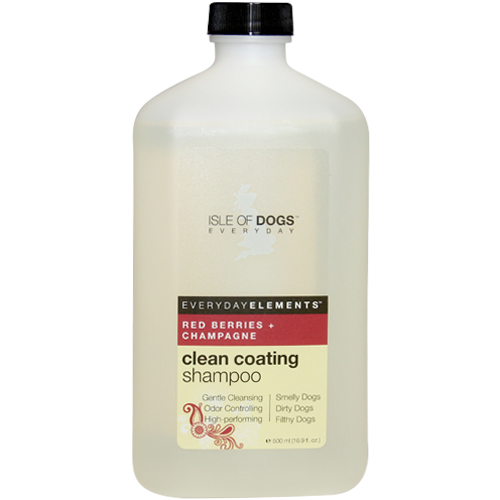 ISLE OF DOGS™
EVERYDAY
EVERYDAYELEMENTS™
RED BERRIES +
CHAMPAGNE
clean coating
shampoo
Gentle Cleansing | Smelly Dogs
Odor Controlling | Dirty Dogs
High-performing | Filthy Dogs
e 500 ml (16.9 fl. oz.)